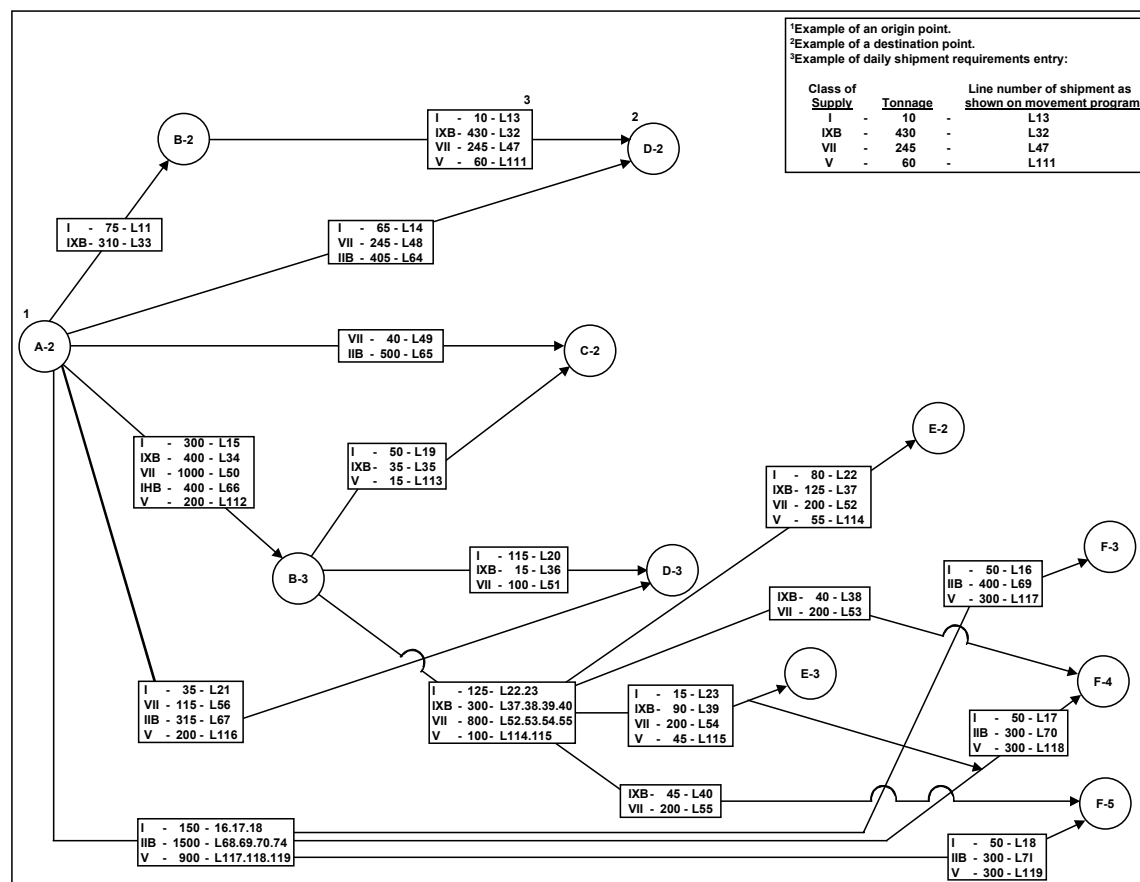 ¹Example of an origin point.
²Example of a destination point.
³Example of daily shipment requirements entry:
Class of Line number of shipment as
Supply Tonnage shown on movement program
I - 10 - L13
IXB - 430 - L32
VII - 245 - L47
V - 60 - L111
3
I - 10 - L13
IXB - 430 - L32
VII - 245 - L47
V - 60 - L111
2
B-2
D-2
I - 75 - L11
IXB - 310 - L33
I - 65 - L14
VII - 245 - L48
IIB - 405 - L64
1
A-2
VII - 40 - L49
IIB - 500 - L65
C-2
I - 300 - L15
IXB - 400 - L34
VII - 1000 - L50
IHB - 400 - L66
V - 200 - L112
I - 50 - L19
IXB - 35 - L35
V - 15 - L113
E-2
I - 80 - L22
IXB - 125 - L37
VII - 200 - L52
V - 55 - L114
B-3
I - 115 - L20
IXB - 15 - L36
VII - 100 - L51
D-3
F-3
I - 50 - L16
IIB - 400 - L69
V - 300 - L117
IXB - 40 - L38
VII - 200 - L53
E-3
F-4
I - 35 - L21
VII - 115 - L56
IIB - 315 - L67
V - 200 - L116
I - 125 - L22.23
IXB - 300 - L37.38.39.40
VII - 800 - L52.53.54.55
V - 100 - L114.115
I - 15 - L23
IXB - 90 - L39
VII - 200 - L54
V - 45 - L115
I - 50 - L17
IIB - 300 - L70
V - 300 - L118
IXB - 45 - L40
VII - 200 - L55
F-5
I - 150 - 16.17.18
IIB - 1500 - L68.69.70.74
V - 900 - L117.118.119
I - 50 - L18
IIB - 300 - L7I
V - 300 - L119